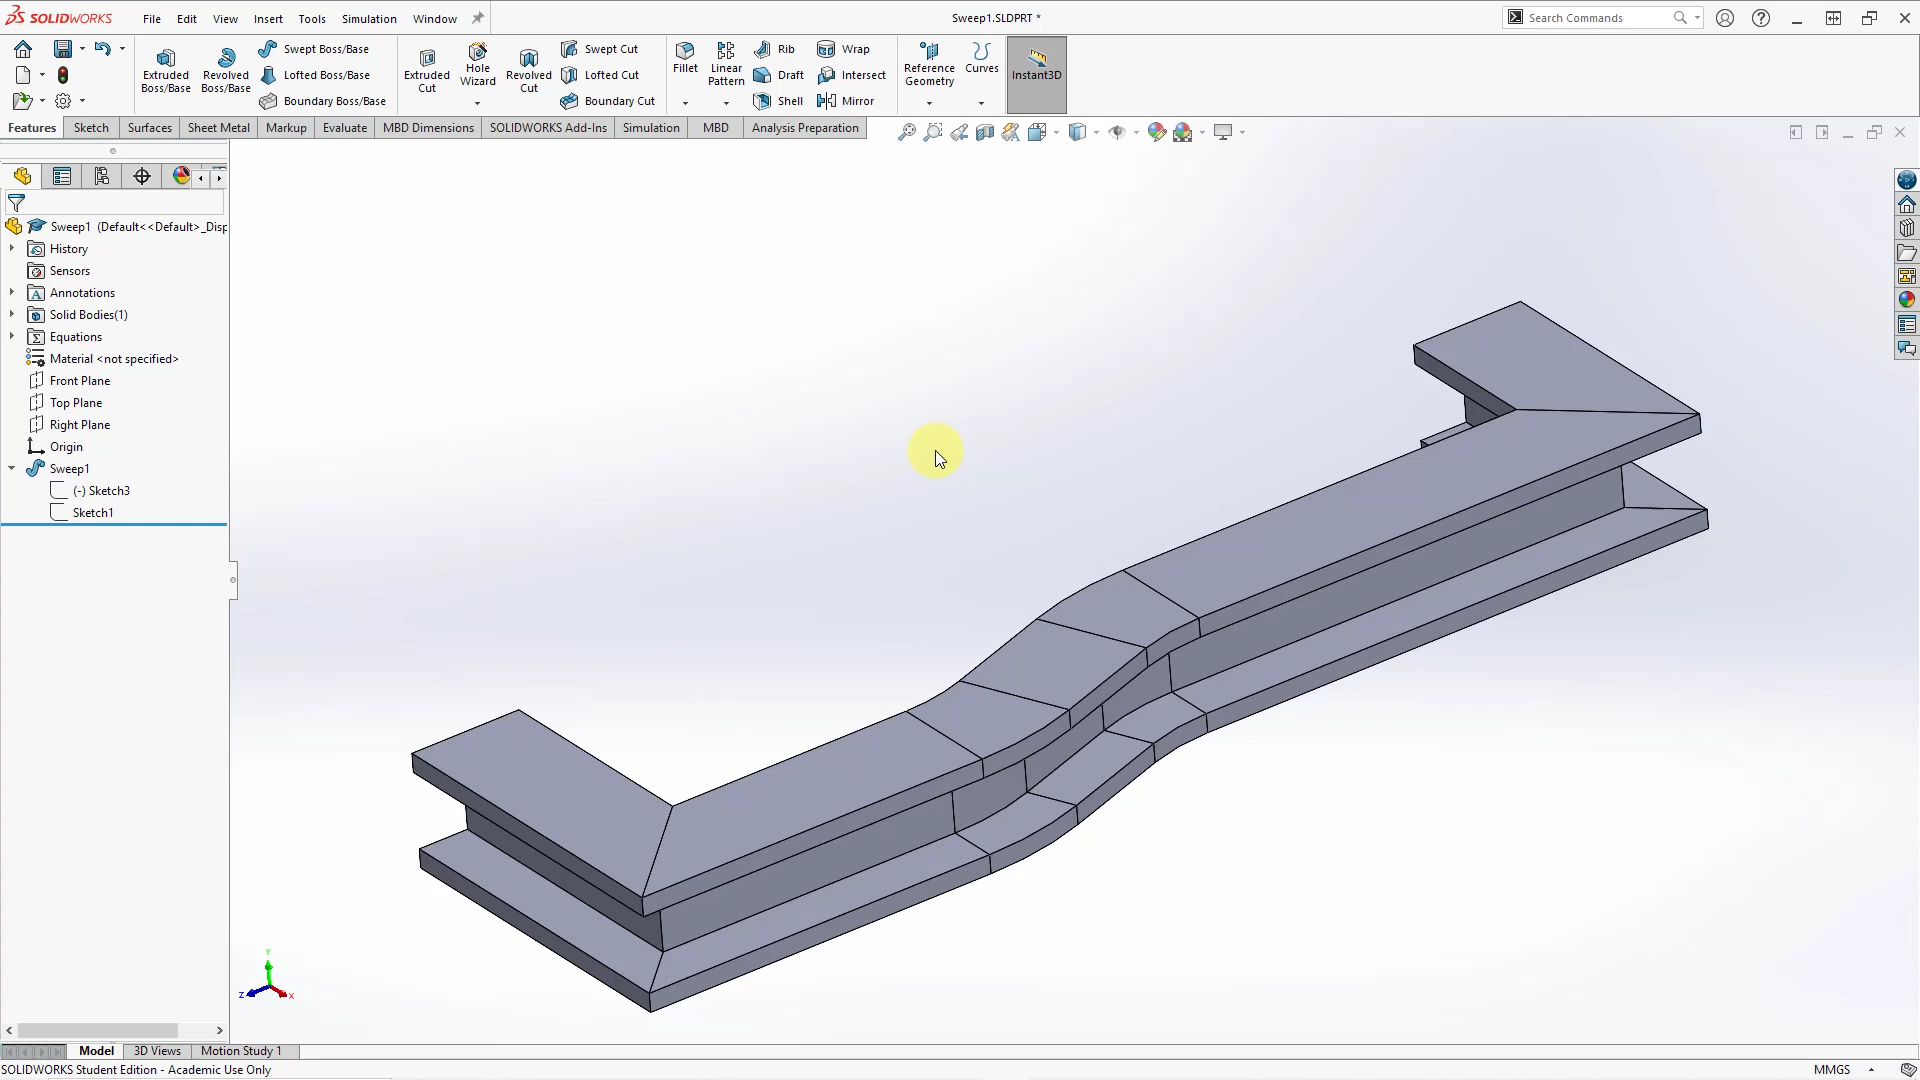 SOLIDWORKS File Edit View Insert Tools Simulation Window Sweep1.SLDPRT * Search Commands
Extruded Boss/Base
Revolved Boss/Base
Swept Boss/Base
Lofted Boss/Base
Boundary Boss/Base
Extruded Cut
Hole Wizard
Revolved Cut
Swept Cut
Lofted Cut
Boundary Cut
Fillet
Linear Pattern
Rib
Draft
Shell
Wrap
Intersect
Mirror
Reference Geometry
Curves
Instant3D
Features Sketch Surfaces Sheet Metal Markup Evaluate MBD Dimensions SOLIDWORKS Add-Ins Simulation MBD Analysis Preparation
Sweep1 (Default<<Default>_Disp
History
Sensors
Annotations
Solid Bodies(1)
Equations
Material <not specified>
Front Plane
Top Plane
Right Plane
Origin
Sweep1
(-) Sketch3
Sketch1
Y
Z
X
Model 3D Views Motion Study 1
SOLIDWORKS Student Edition - Academic Use Only MMGS